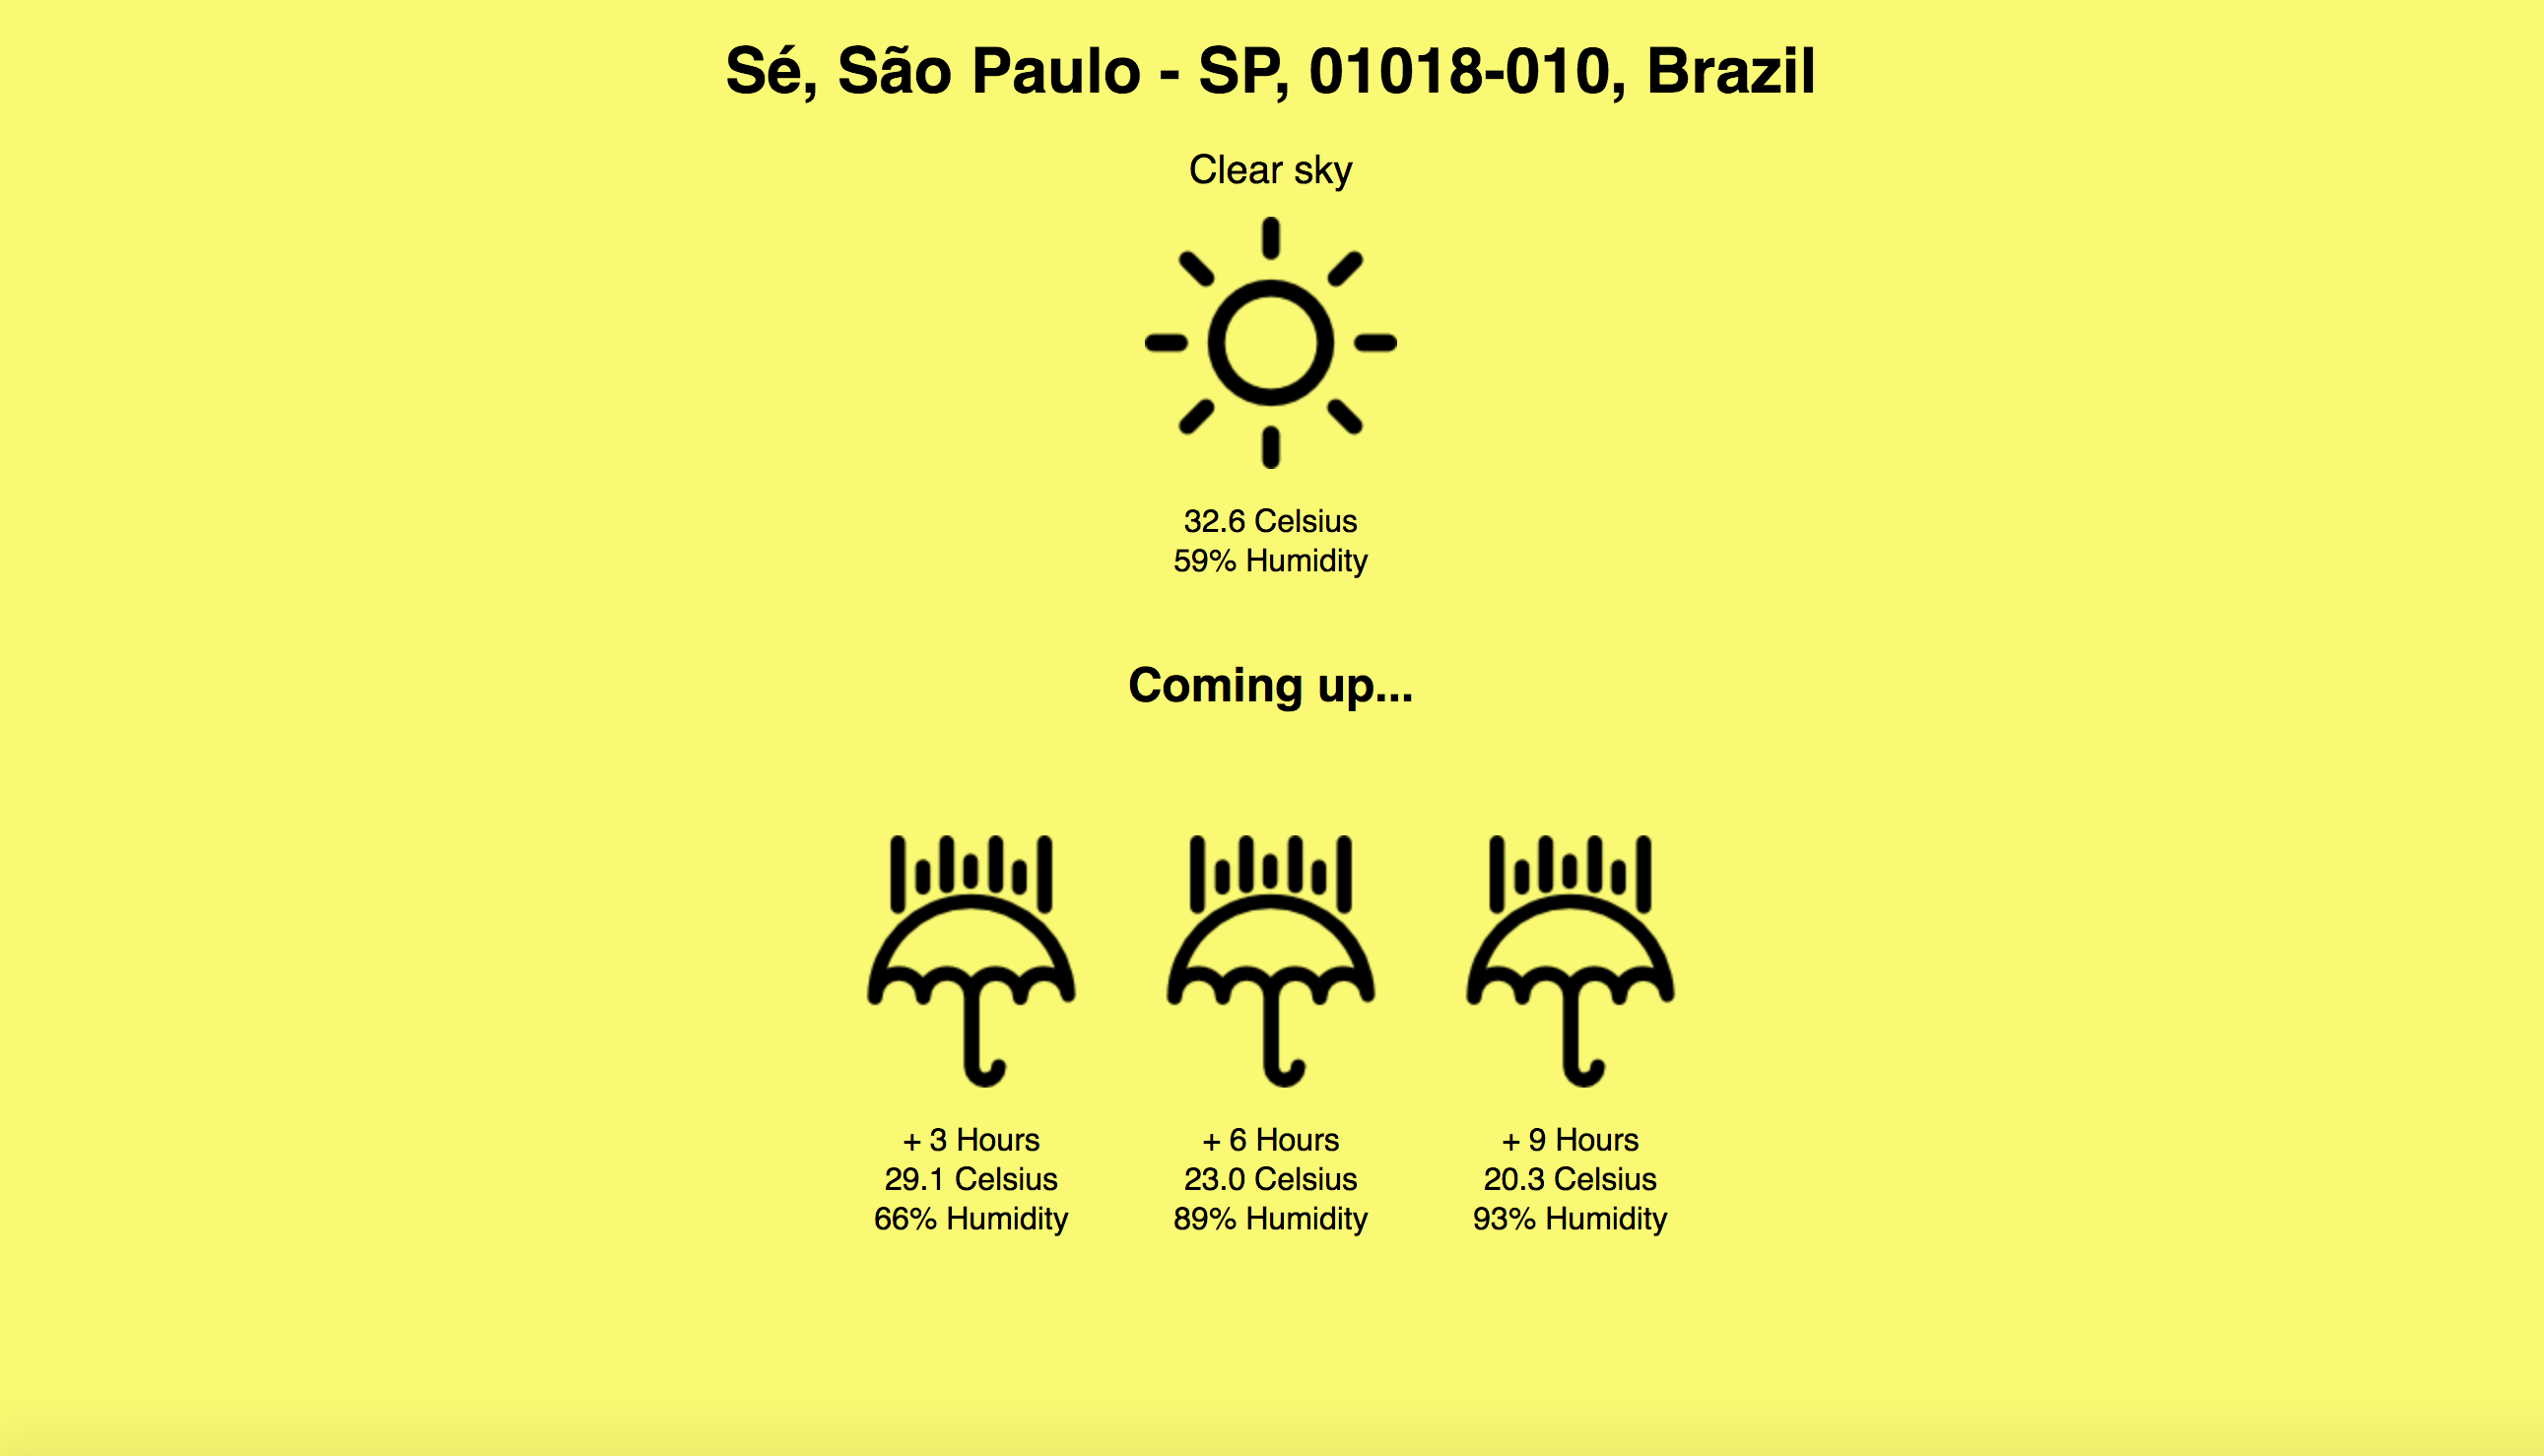 Sé, São Paulo - SP, 01018-010, Brazil
Clear sky
32.6 Celsius
59% Humidity
Coming up...
+ 3 Hours
29.1 Celsius
66% Humidity
+ 6 Hours
23.0 Celsius
89% Humidity
+ 9 Hours
20.3 Celsius
93% Humidity